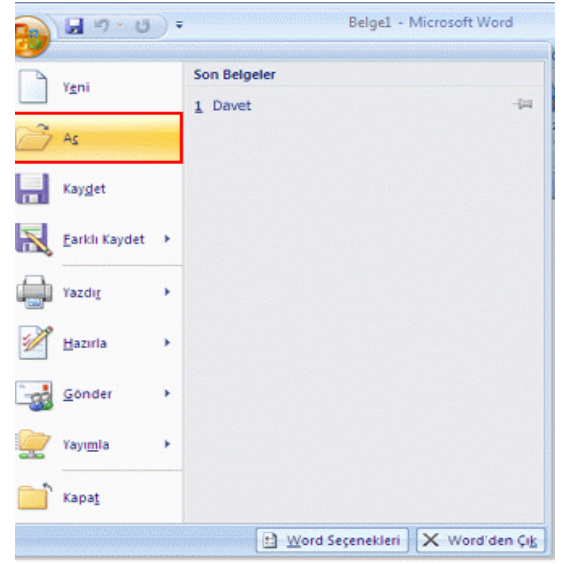 Belge1 - Microsoft Word
Yeni
Aç
Kaydet
Farklı Kaydet
Yazdır
Hazırla
Gönder
Yayımla
Kapat
Son Belgeler
1 Davet
Word Seçenekleri
Word'den Çık